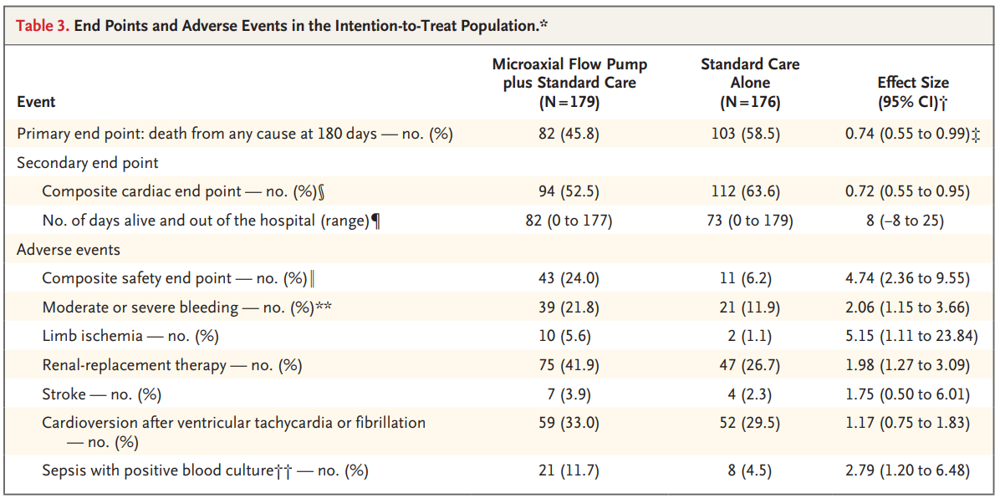 Table 3. End Points and Adverse Events in the Intention-to-Treat Population.*
Event Microaxial Flow Pump plus Standard Care (N=179) Standard Care Alone (N=176) Effect Size (95% CI)†
Primary end point: death from any cause at 180 days — no. (%) 82 (45.8) 103 (58.5) 0.74 (0.55 to 0.99)‡
Secondary end point
Composite cardiac end point — no. (%)§ 94 (52.5) 112 (63.6) 0.72 (0.55 to 0.95)
No. of days alive and out of the hospital (range)¶ 82 (0 to 177) 73 (0 to 179) 8 (–8 to 25)
Adverse events
Composite safety end point — no. (%)‖ 43 (24.0) 11 (6.2) 4.74 (2.36 to 9.55)
Moderate or severe bleeding — no. (%)** 39 (21.8) 21 (11.9) 2.06 (1.15 to 3.66)
Limb ischemia — no. (%) 10 (5.6) 2 (1.1) 5.15 (1.11 to 23.84)
Renal-replacement therapy — no. (%) 75 (41.9) 47 (26.7) 1.98 (1.27 to 3.09)
Stroke — no. (%) 7 (3.9) 4 (2.3) 1.75 (0.50 to 6.01)
Cardioversion after ventricular tachycardia or fibrillation 59 (33.0) 52 (29.5) 1.17 (0.75 to 1.83)
— no. (%)
Sepsis with positive blood culture†† — no. (%) 21 (11.7) 8 (4.5) 2.79 (1.20 to 6.48)